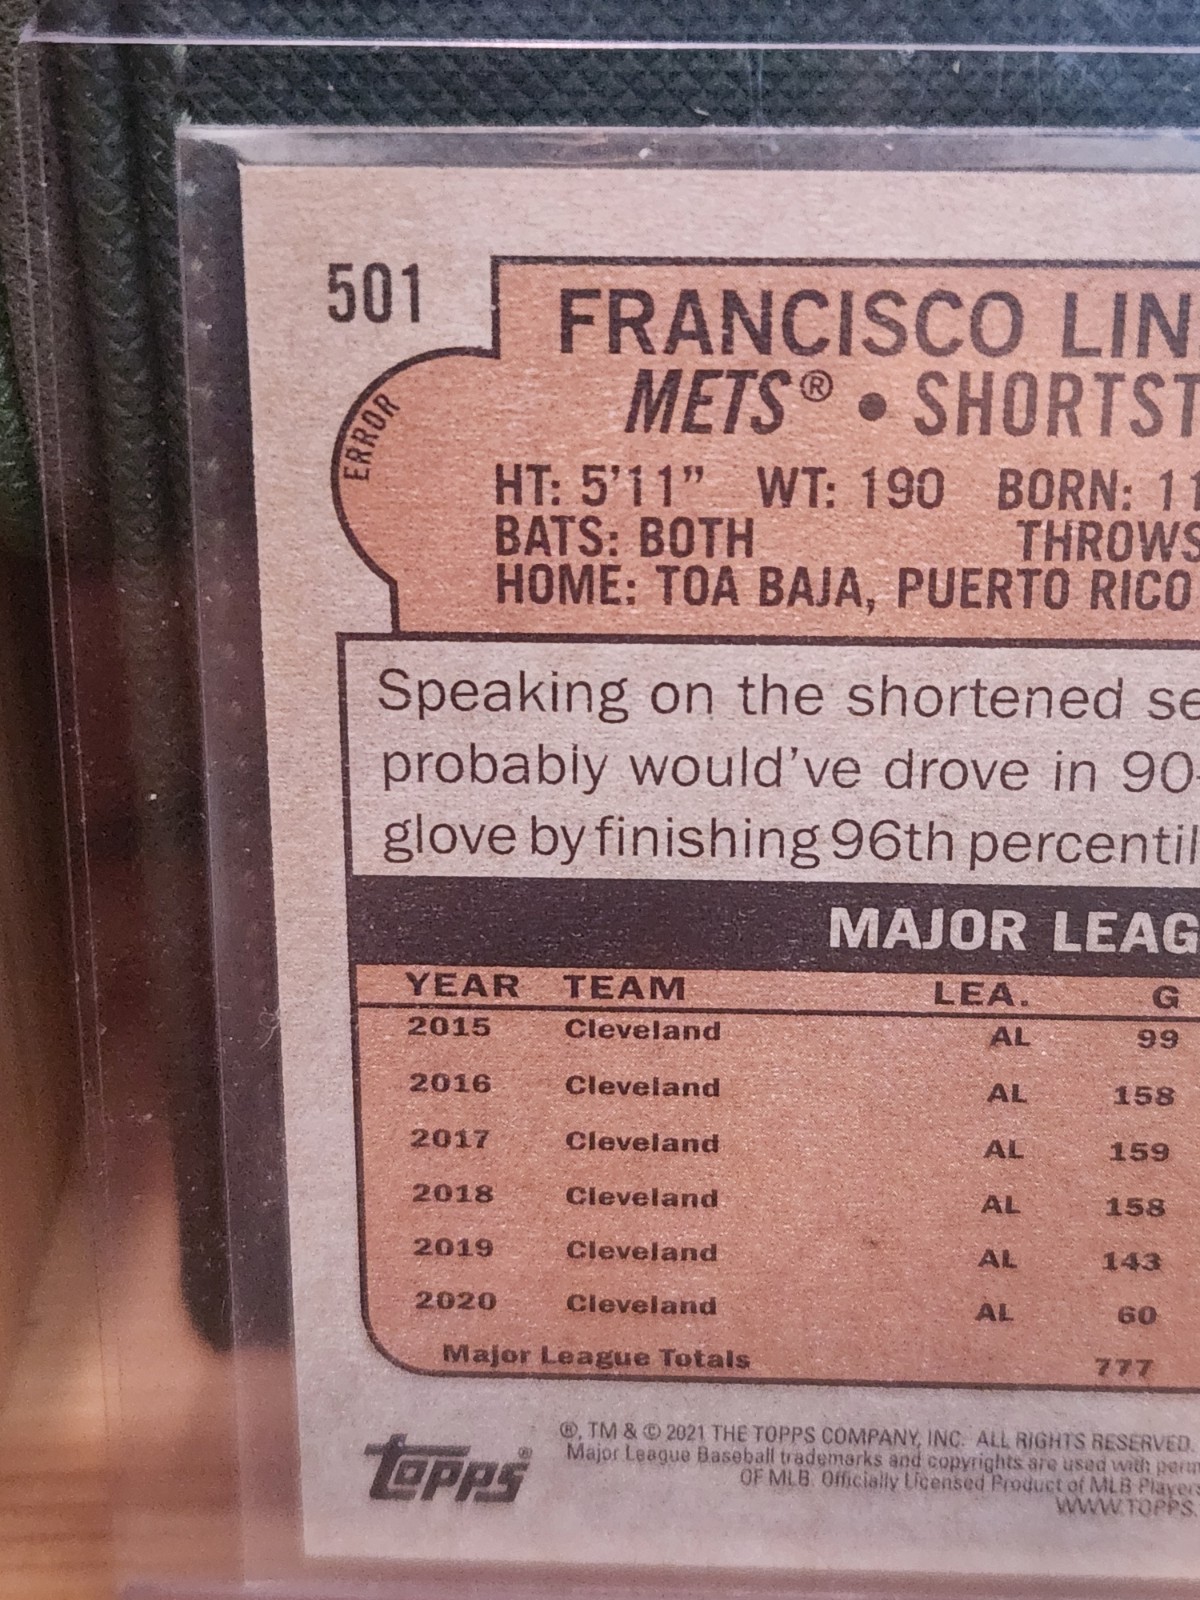 501
FRANCISCO LIN
METS® • SHORTST
ERROR
HT: 5'11" WT: 190 BORN: 11
BATS: BOTH THROWS
HOME: TOA BAJA, PUERTO RICO
Speaking on the shortened se
probably would've drove in 90-
glove by finishing 96th percentil
MAJOR LEAG
YEAR TEAM LEA. G
2015 Cleveland AL 99
2016 Cleveland AL 158
2017 Cleveland AL 159
2018 Cleveland AL 158
2019 Cleveland AL 143
2020 Cleveland AL 60
Major League Totals 777
topps®
®, TM & © 2021 THE TOPPS COMPANY, INC. ALL RIGHTS RESERVED.
Major League Baseball trademarks and copyrights are used with perm
OF MLB. Officially Licensed Product of MLB Players
WWW.TOPPS.